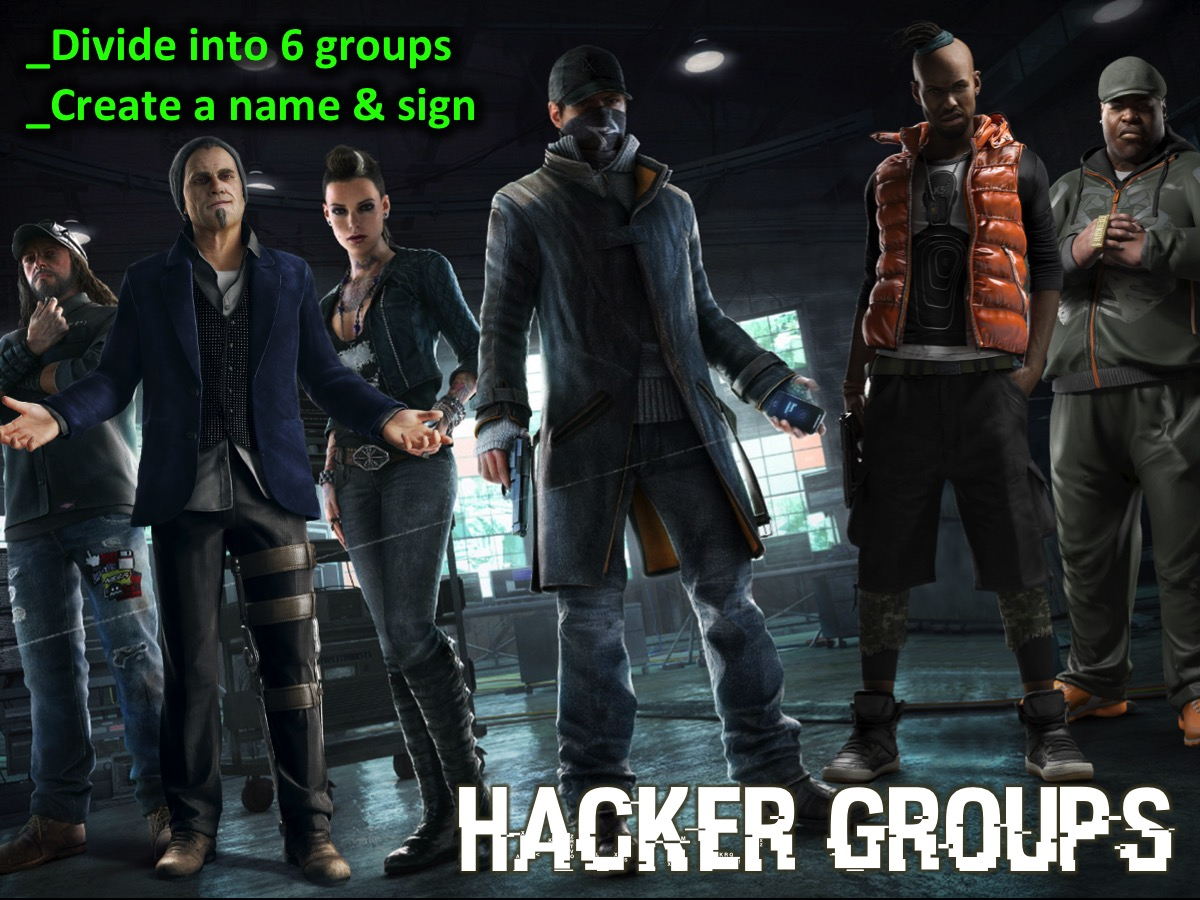 _Divide into 6 groups
_Create a name & sign
HACKER GROUPS